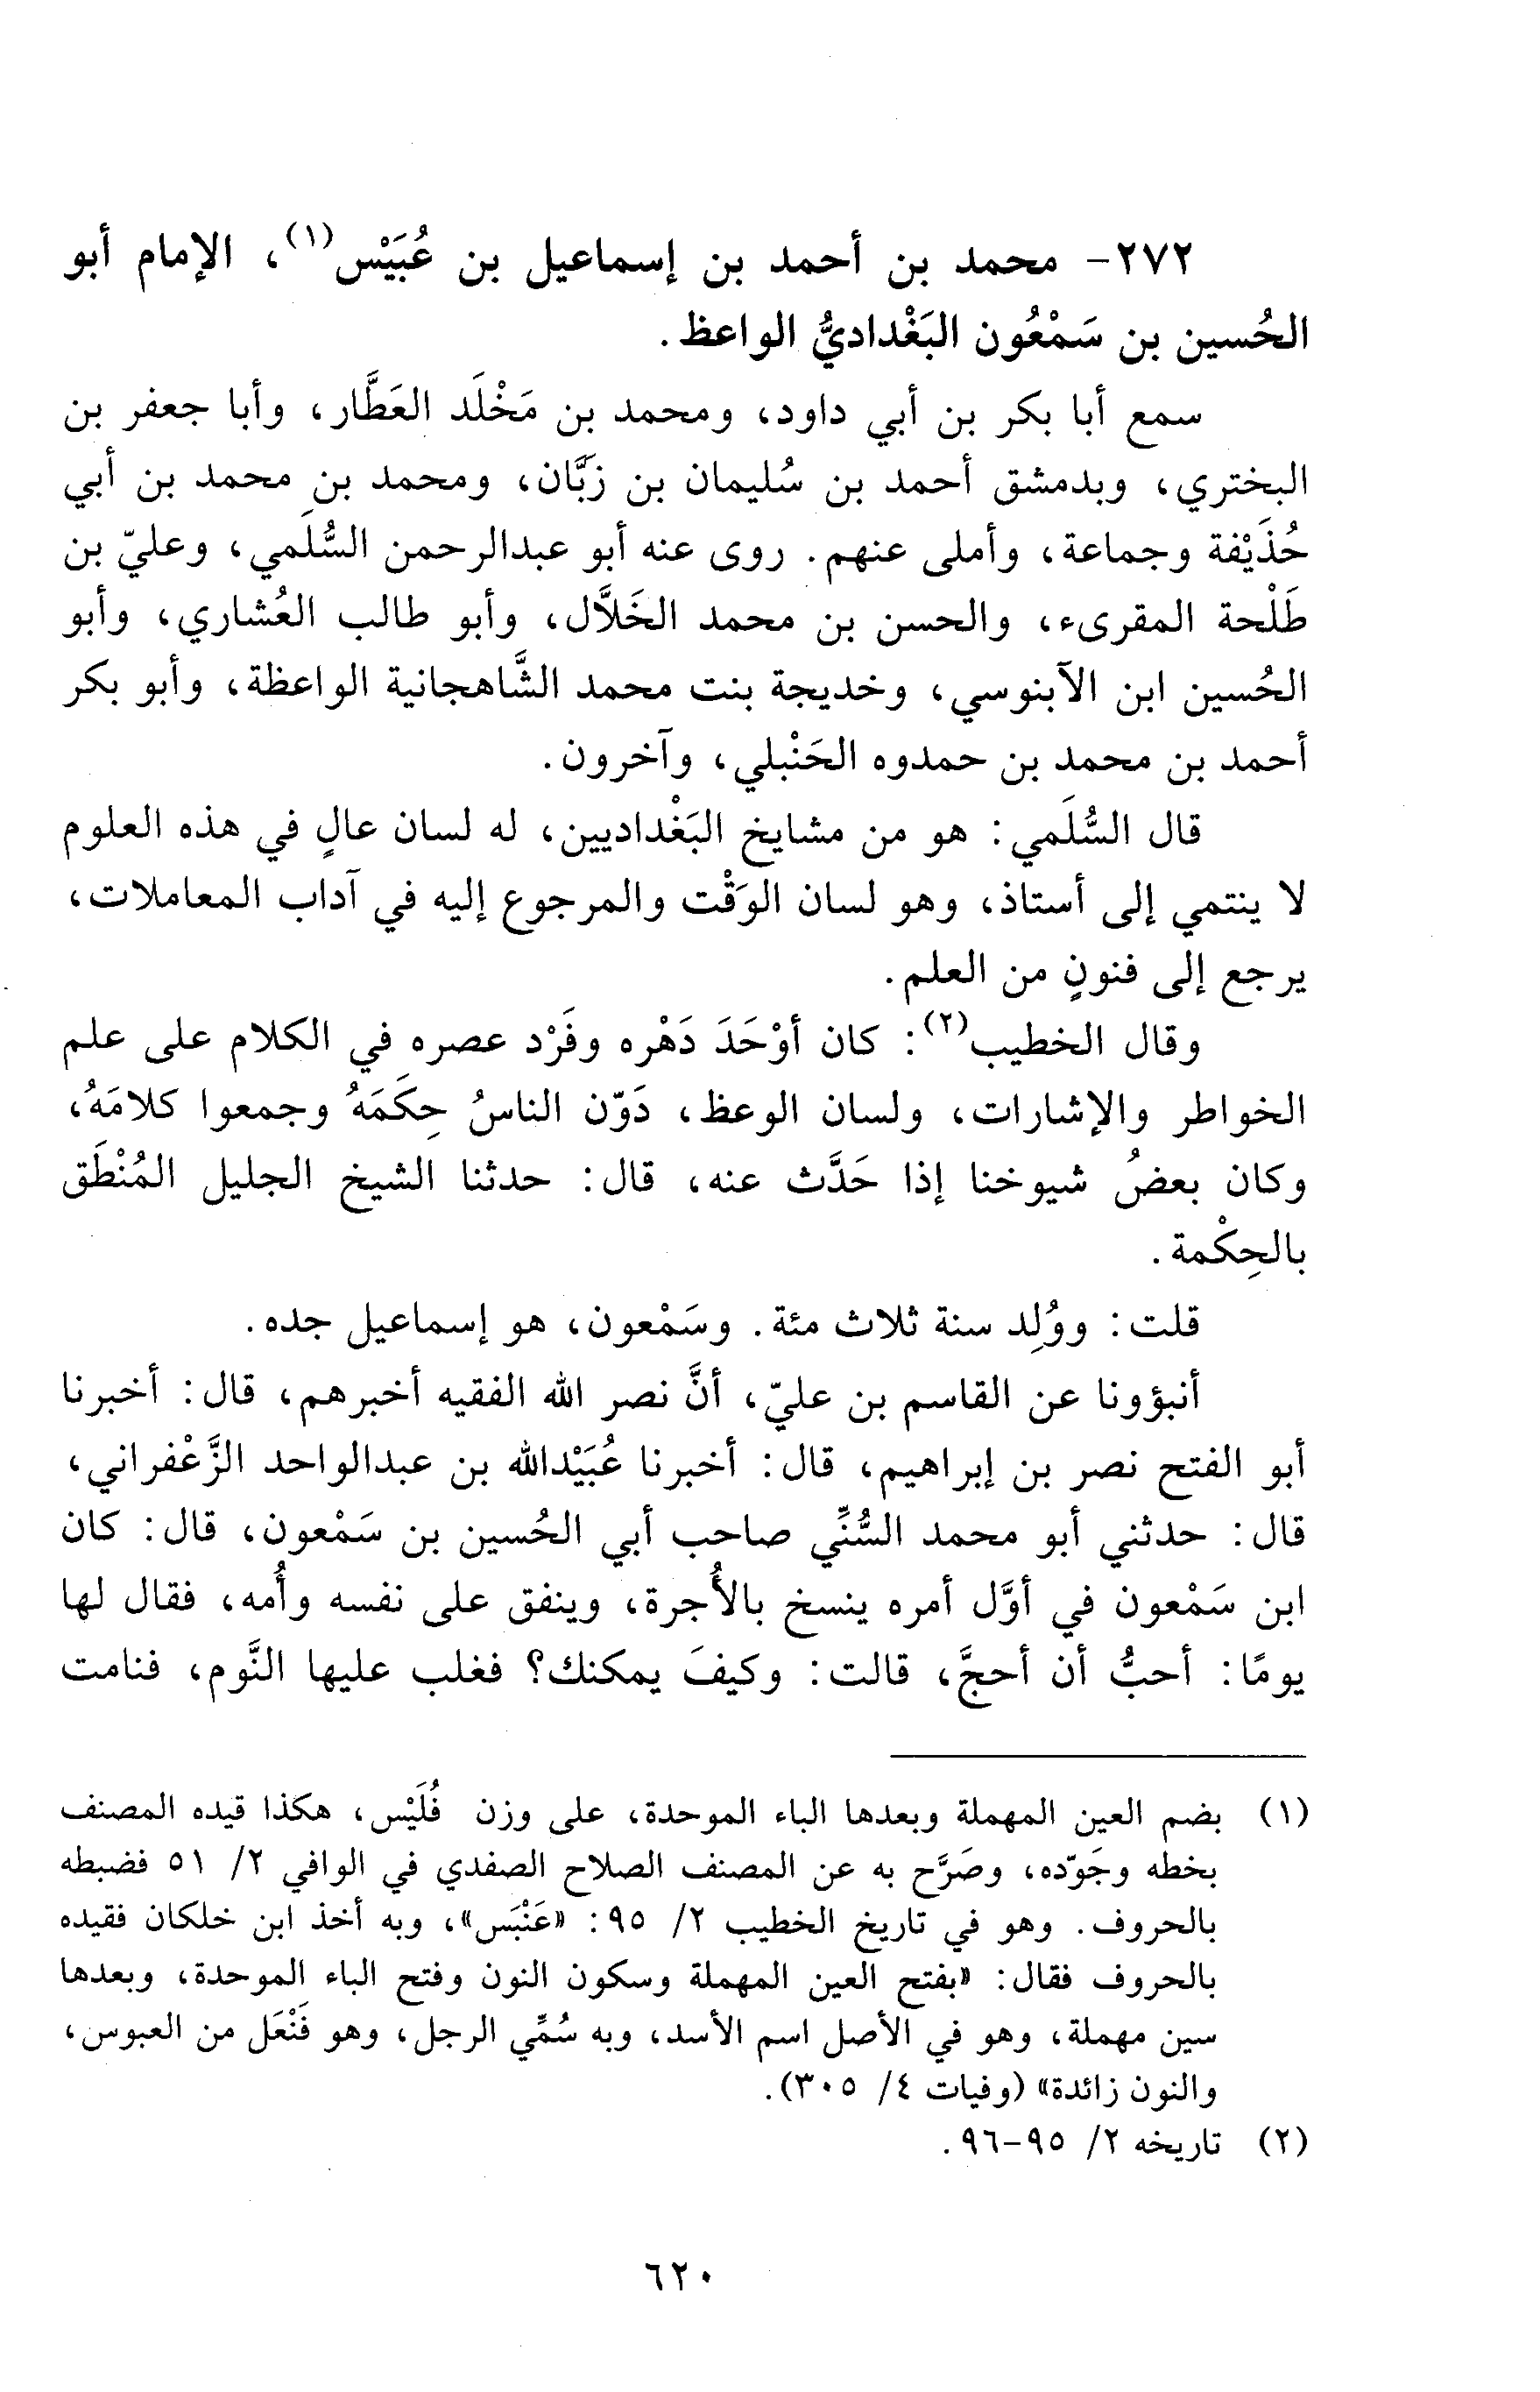 ٢٧٢- محمد بن أحمد بن إسماعيل بن عُبَيْس(١)، الإمام أبو
الحُسين بن سَمْعُون البَغْداديُّ الواعظ.
سمع أبا بكر بن أبي داود، ومحمد بن مَخْلَد العَطَّار، وأبا جعفر بن
البختري، وبدمشق أحمد بن سُليمان بن زَبَّان، ومحمد بن محمد بن أبي
حُذَيْفة وجماعة، وأملى عنهم. روى عنه أبو عبدالرحمن السُّلَمي، وعليّ بن
طَلْحة المقرىء، والحسن بن محمد الخَلاَّل، وأبو طالب العُشاري، وأبو
الحُسين ابن الآبنوسي، وخديجة بنت محمد الشَّاهجانية الواعظة، وأبو بكر
أحمد بن محمد بن حمدوه الحَنْبلي، وآخرون.
قال السُّلَمي: هو من مشايخ البَغْداديين، له لسان عالٍ في هذه العلوم
لا ينتمي إلى أستاذ، وهو لسان الوَقْت والمرجوع إليه في آداب المعاملات،
يرجع إلى فنونٍ من العلم.
وقال الخطيب(٢): كان أوْحَدَ دَهْره وفَرْد عصره في الكلام على علم
الخواطر والإشارات، ولسان الوعظ، دَوّن الناسُ حِكَمَهُ وجمعوا كلامَهُ،
وكان بعضُ شيوخنا إذا حَدَّث عنه، قال: حدثنا الشيخ الجليل المُنْطَق
بالحِكْمة.
قلت: ووُلِد سنة ثلاث مئة. وسَمْعون، هو إسماعيل جده.
أنبؤونا عن القاسم بن عليّ، أنَّ نصر الله الفقيه أخبرهم، قال: أخبرنا
أبو الفتح نصر بن إبراهيم، قال: أخبرنا عُبَيْدالله بن عبدالواحد الزَّعْفراني،
قال: حدثني أبو محمد السُّنِّي صاحب أبي الحُسين بن سَمْعون، قال: كان
ابن سَمْعون في أوَّل أمره ينسخ بالأُجرة، وينفق على نفسه وأُمه، فقال لها
يومًا: أحبُّ أن أحجَّ، قالت: وكيفَ يمكنك؟ فغلب عليها النَّوم، فنامت
(١) بضم العين المهملة وبعدها الباء الموحدة، على وزن فُلَيْس، هكذا قيده المصنف
بخطه وجَوّده، وصَرَّح به عن المصنف الصلاح الصفدي في الوافي ٢/ ٥١ فضبطه
بالحروف. وهو في تاريخ الخطيب ٢/ ٩٥: «عَنْبَس»، وبه أخذ ابن خلكان فقيده
بالحروف فقال: «بفتح العين المهملة وسكون النون وفتح الباء الموحدة، وبعدها
سين مهملة، وهو في الأصل اسم الأسد، وبه سُمِّي الرجل، وهو فَنْعَل من العبوس،
والنون زائدة» (وفيات ٤/ ٣٠٥).
(٢) تاريخه ٢/ ٩٥-٩٦.
٦٢٠